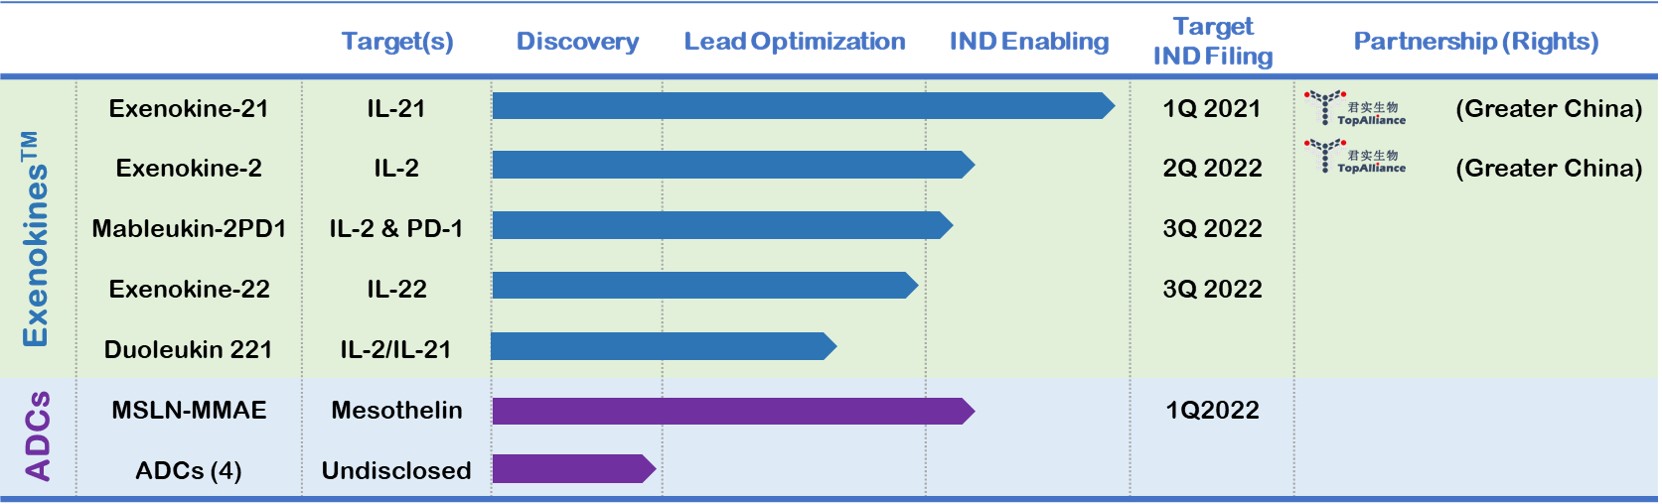 Target(s) Discovery Lead Optimization IND Enabling Target IND Filing Partnership (Rights)
Exenokines™
Exenokine-21 IL-21 1Q 2021 君实生物 TopAlliance (Greater China)
Exenokine-2 IL-2 2Q 2022 君实生物 TopAlliance (Greater China)
Mableukin-2PD1 IL-2 & PD-1 3Q 2022
Exenokine-22 IL-22 3Q 2022
Duoleukin 221 IL-2/IL-21
ADCs
MSLN-MMAE Mesothelin 1Q2022
ADCs (4) Undisclosed